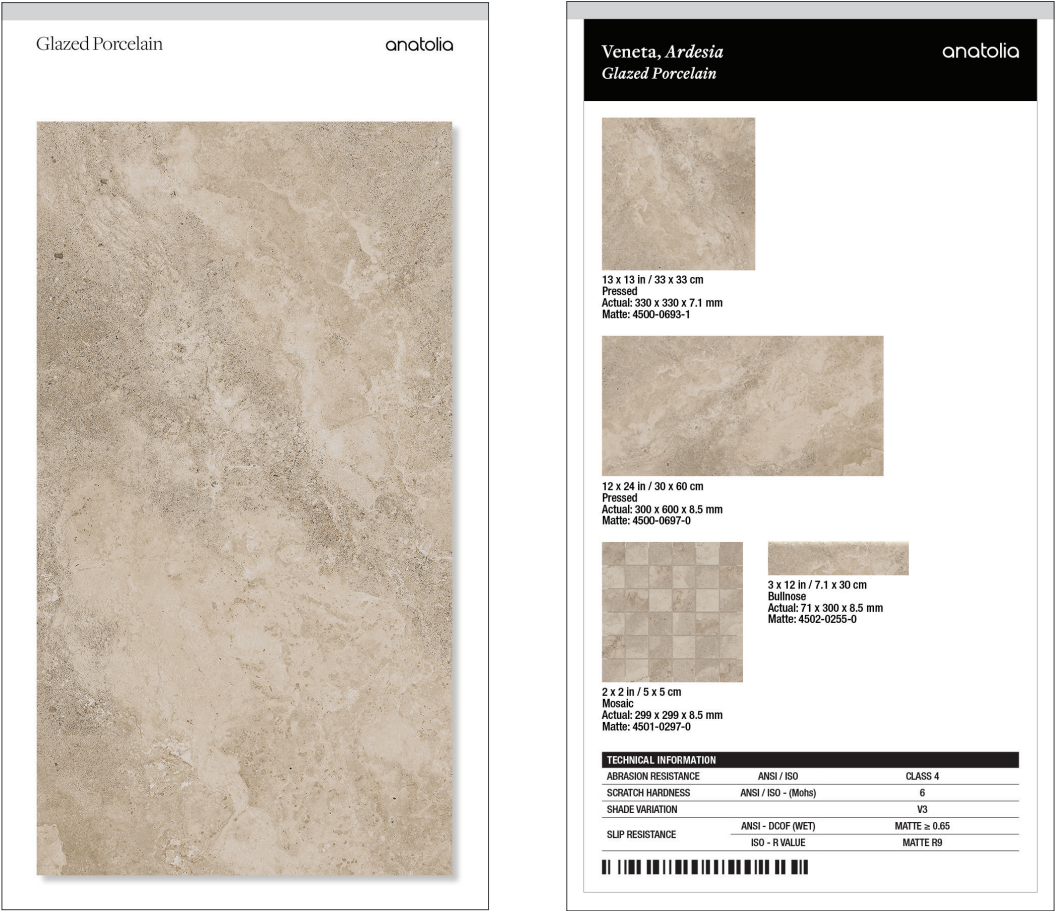 Glazed Porcelain
anatolia
Veneta, Ardesia
Glazed Porcelain
anatolia
13 x 13 in / 33 x 33 cm
Pressed
Actual: 330 x 330 x 7.1 mm
Matte: 4500-0693-1
12 x 24 in / 30 x 60 cm
Pressed
Actual: 300 x 600 x 8.5 mm
Matte: 4500-0697-0
2 x 2 in / 5 x 5 cm
Mosaic
Actual: 299 x 299 x 8.5 mm
Matte: 4501-0297-0
3 x 12 in / 7.1 x 30 cm
Bullnose
Actual: 71 x 300 x 8.5 mm
Matte: 4502-0255-0
TECHNICAL INFORMATION
ABRASION RESISTANCE ANSI / ISO CLASS 4
SCRATCH HARDNESS ANSI / ISO - (Mohs) 6
SHADE VARIATION V3
SLIP RESISTANCE ANSI - DCOF (WET) MATTE ≥ 0.65
ISO - R VALUE MATTE R9